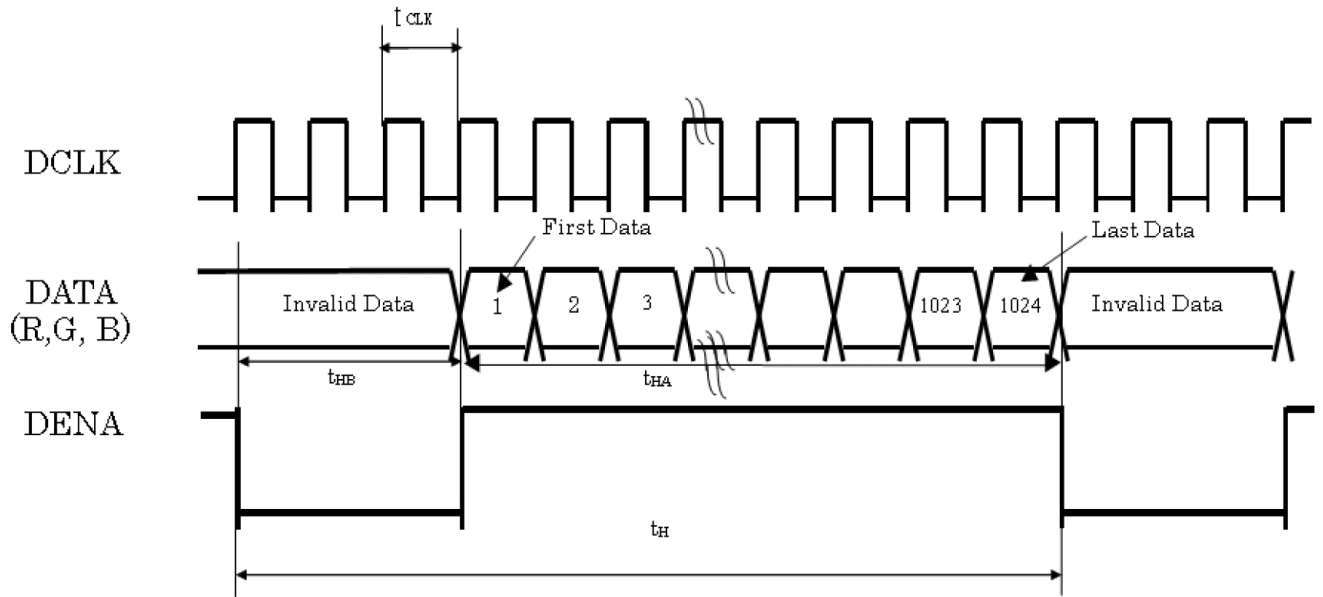 tCLK
DCLK
First Data
Last Data
DATA
(R,G, B)
Invalid Data
1
2
3
1023
1024
Invalid Data
tHB
tHA
DENA
tH